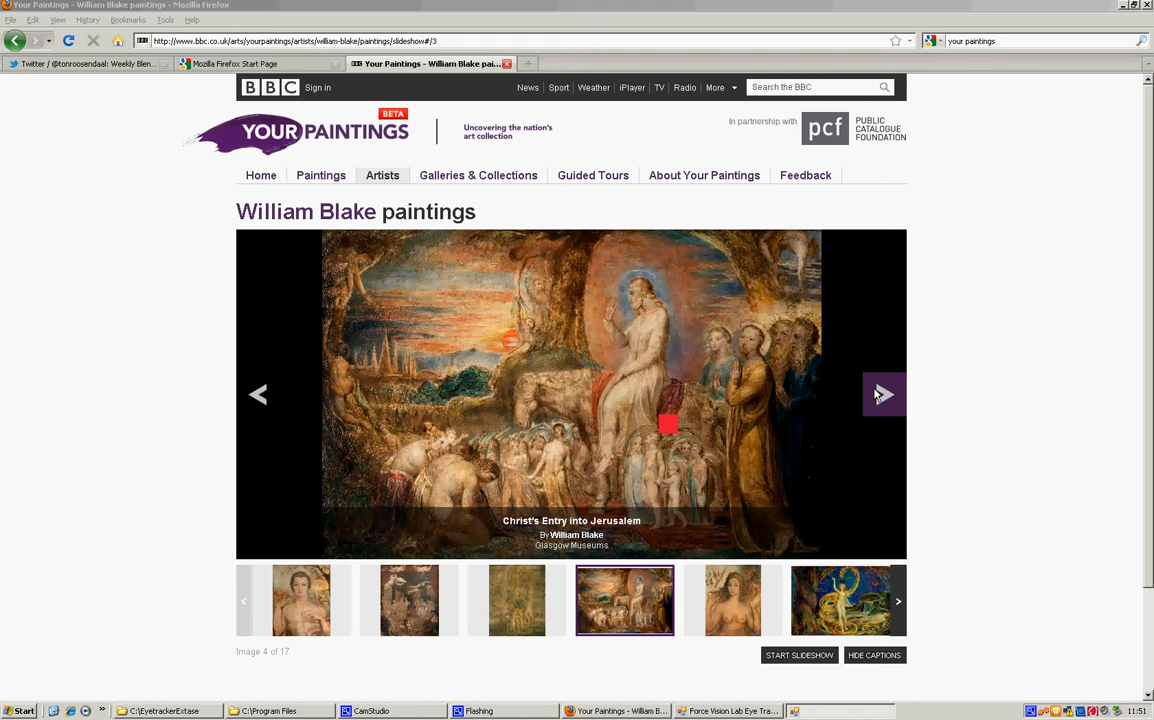 Your Paintings - William Blake paintings - Mozilla Firefox
File Edit View History Bookmarks Tools Help
http://www.bbc.co.uk/arts/yourpaintings/artists/william-blake/paintings/slideshow#/3
your paintings
Twitter / @tonroosendaal: Weekly Blen...
Mozilla Firefox Start Page
Your Paintings - William Blake pai...
BBC Sign in News Sport Weather iPlayer TV Radio More Search the BBC
BETA
YOURPAINTINGS
Uncovering the nation's
art collection
In partnership with
pcf
PUBLIC
CATALOGUE
FOUNDATION
Home Paintings Artists Galleries & Collections Guided Tours About Your Paintings Feedback
William Blake paintings
Christ's Entry into Jerusalem
By William Blake
Glasgow Museums
Image 4 of 17
START SLIDESHOW HIDE CAPTIONS
Start C:\EyetrackerExtase C:\Program Files CamStudio Flashing Your Paintings - William B... Force Vision Lab Eye Tra... 11:51